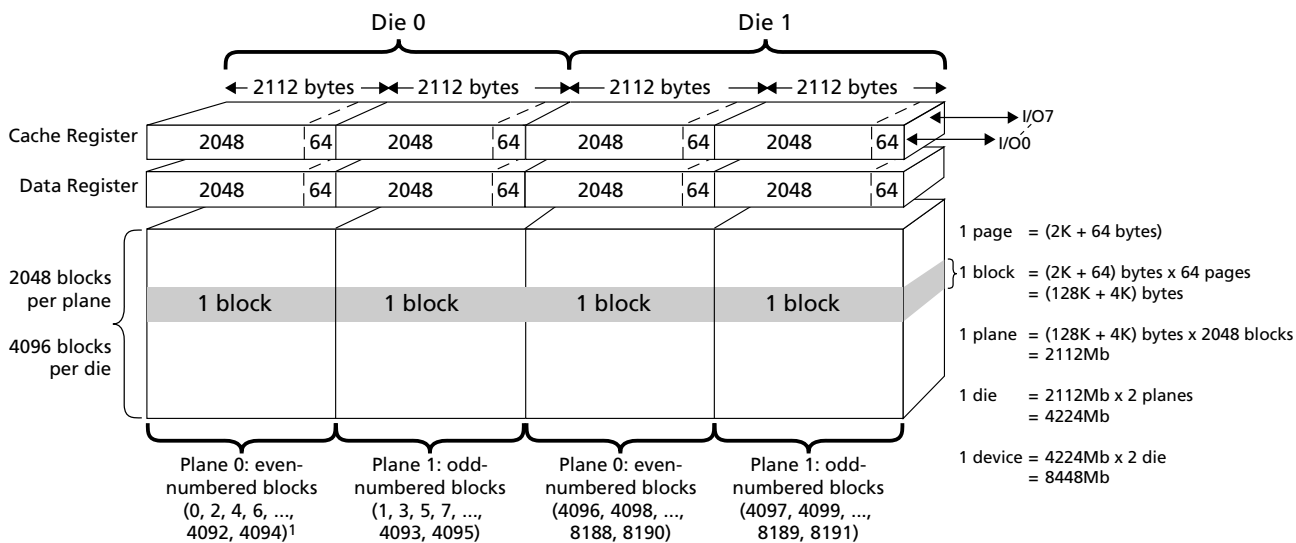 Die 0 Die 1
2112 bytes 2112 bytes 2112 bytes 2112 bytes
I/O7
Cache Register 2048 64 2048 64 2048 64 2048 64
I/O0
Data Register 2048 64 2048 64 2048 64 2048 64
2048 blocks
per plane
4096 blocks
per die
1 block 1 block 1 block 1 block
1 page = (2K + 64 bytes)
1 block = (2K + 64) bytes x 64 pages
= (128K + 4K) bytes
1 plane = (128K + 4K) bytes x 2048 blocks
= 2112Mb
1 die = 2112Mb x 2 planes
= 4224Mb
1 device = 4224Mb x 2 die
= 8448Mb
Plane 0: even-
numbered blocks
(0, 2, 4, 6, ...,
4092, 4094)1
Plane 1: odd-
numbered blocks
(1, 3, 5, 7, ...,
4093, 4095)
Plane 0: even-
numbered blocks
(4096, 4098, ...,
8188, 8190)
Plane 1: odd-
numbered blocks
(4097, 4099, ...,
8189, 8191)